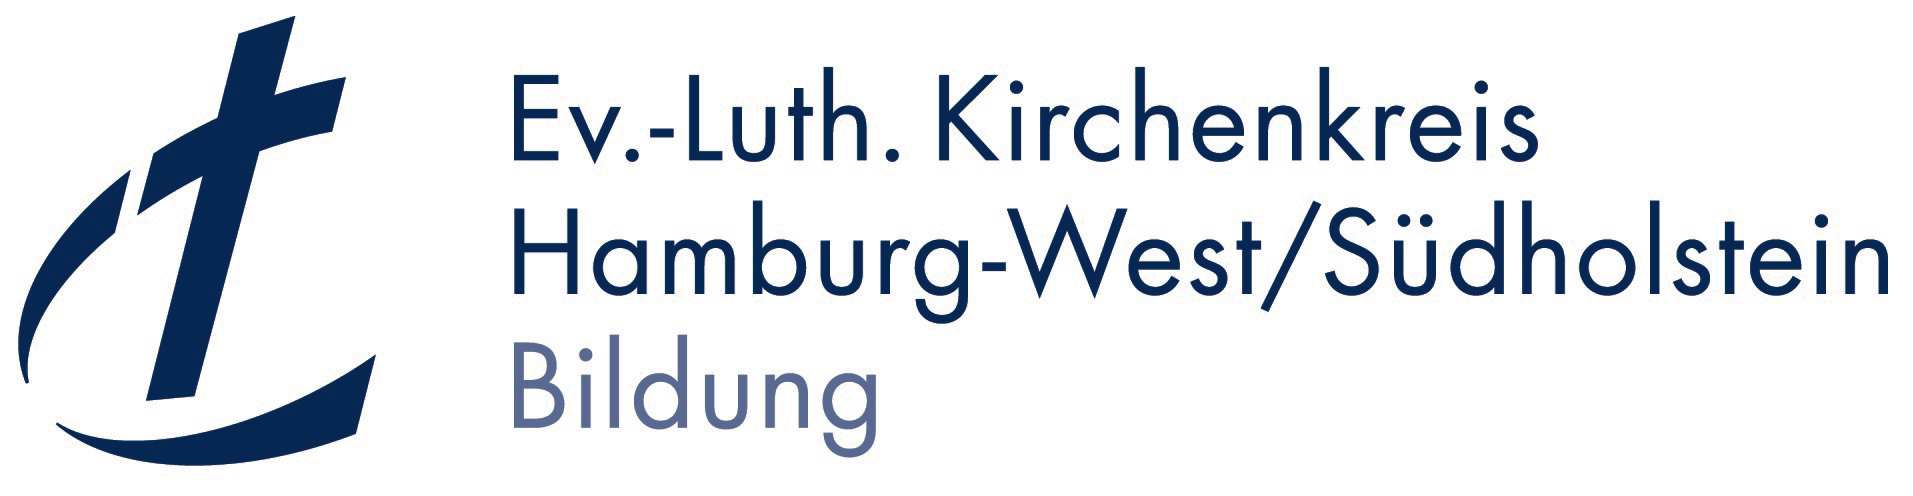 Ev.-Luth. Kirchenkreis
Hamburg-West/Südholstein
Bildung